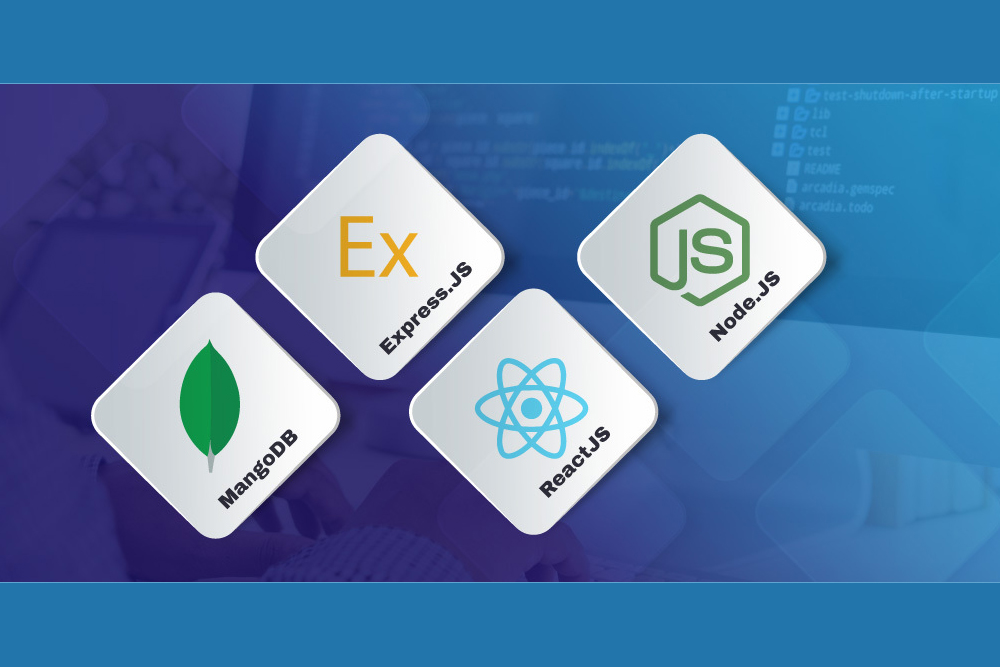 test-shutdown-after-startup
lib
tcl
test
README
arcadia.gemspec
arcadia.todo
Ex
Express.JS
JS
Node.JS
MangoDB
ReactJS